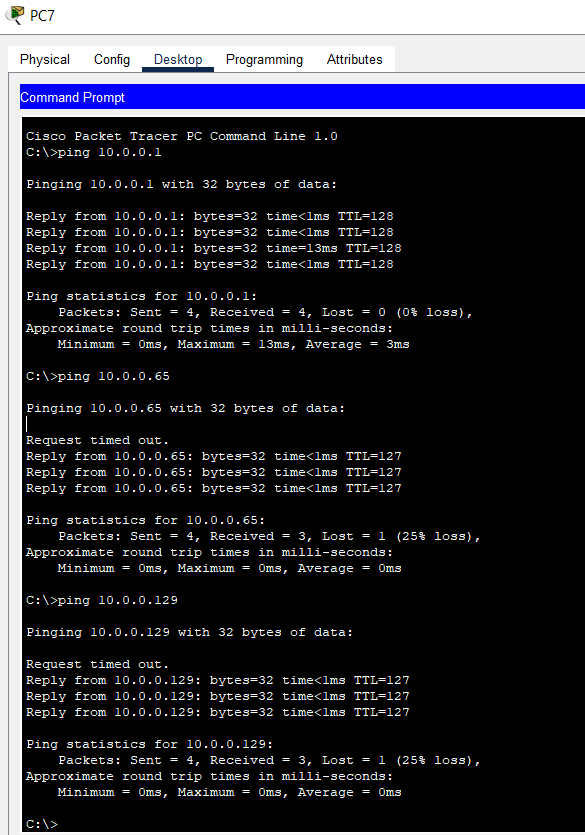 PC7
Physical Config Desktop Programming Attributes
Command Prompt
Cisco Packet Tracer PC Command Line 1.0
C:\>ping 10.0.0.1
Pinging 10.0.0.1 with 32 bytes of data:
Reply from 10.0.0.1: bytes=32 time<1ms TTL=128
Reply from 10.0.0.1: bytes=32 time<1ms TTL=128
Reply from 10.0.0.1: bytes=32 time=13ms TTL=128
Reply from 10.0.0.1: bytes=32 time<1ms TTL=128
Ping statistics for 10.0.0.1:
Packets: Sent = 4, Received = 4, Lost = 0 (0% loss),
Approximate round trip times in milli-seconds:
Minimum = 0ms, Maximum = 13ms, Average = 3ms
C:\>ping 10.0.0.65
Pinging 10.0.0.65 with 32 bytes of data:
Request timed out.
Reply from 10.0.0.65: bytes=32 time<1ms TTL=127
Reply from 10.0.0.65: bytes=32 time<1ms TTL=127
Reply from 10.0.0.65: bytes=32 time<1ms TTL=127
Ping statistics for 10.0.0.65:
Packets: Sent = 4, Received = 3, Lost = 1 (25% loss),
Approximate round trip times in milli-seconds:
Minimum = 0ms, Maximum = 0ms, Average = 0ms
C:\>ping 10.0.0.129
Pinging 10.0.0.129 with 32 bytes of data:
Request timed out.
Reply from 10.0.0.129: bytes=32 time<1ms TTL=127
Reply from 10.0.0.129: bytes=32 time<1ms TTL=127
Reply from 10.0.0.129: bytes=32 time<1ms TTL=127
Ping statistics for 10.0.0.129:
Packets: Sent = 4, Received = 3, Lost = 1 (25% loss),
Approximate round trip times in milli-seconds:
Minimum = 0ms, Maximum = 0ms, Average = 0ms
C:\>